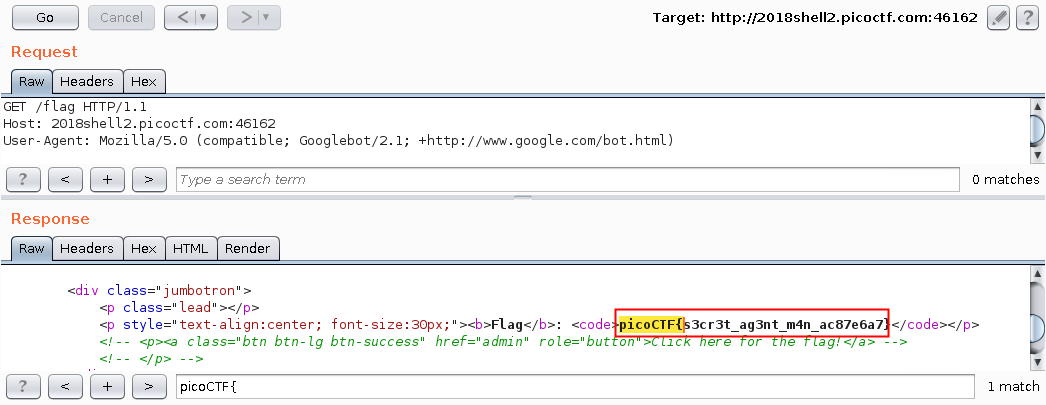 Go Cancel < > Target: http://2018shell2.picoctf.com:46162 ?
Request
Raw Headers Hex
GET /flag HTTP/1.1
Host: 2018shell2.picoctf.com:46162
User-Agent: Mozilla/5.0 (compatible; Googlebot/2.1; +http://www.google.com/bot.html)
? < + > Type a search term 0 matches
Response
Raw Headers Hex HTML Render
<div class="jumbotron">
<p class="lead"></p>
<p style="text-align:center; font-size:30px;"><b>Flag</b>: <code>picoCTF{s3cr3t_ag3nt_m4n_ac87e6a7}</code></p>
<!-- <p><a class="btn btn-lg btn-success" href="admin" role="button">Click here for the flag!</a> -->
<!-- </p> -->
? < + > picoCTF{ 1 match